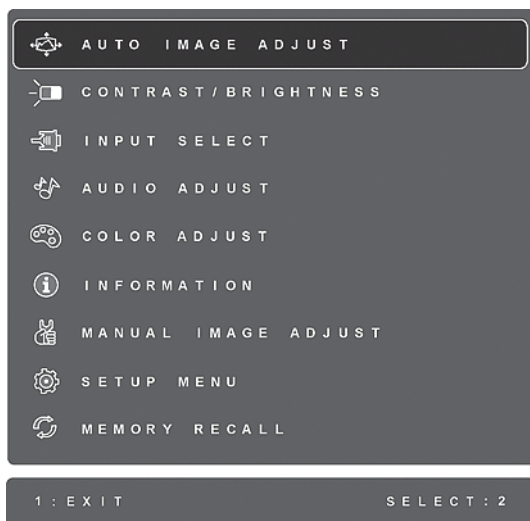 AUTO IMAGE ADJUST
CONTRAST/BRIGHTNESS
INPUT SELECT
AUDIO ADJUST
COLOR ADJUST
INFORMATION
MANUAL IMAGE ADJUST
SETUP MENU
MEMORY RECALL
1:EXIT SELECT:2